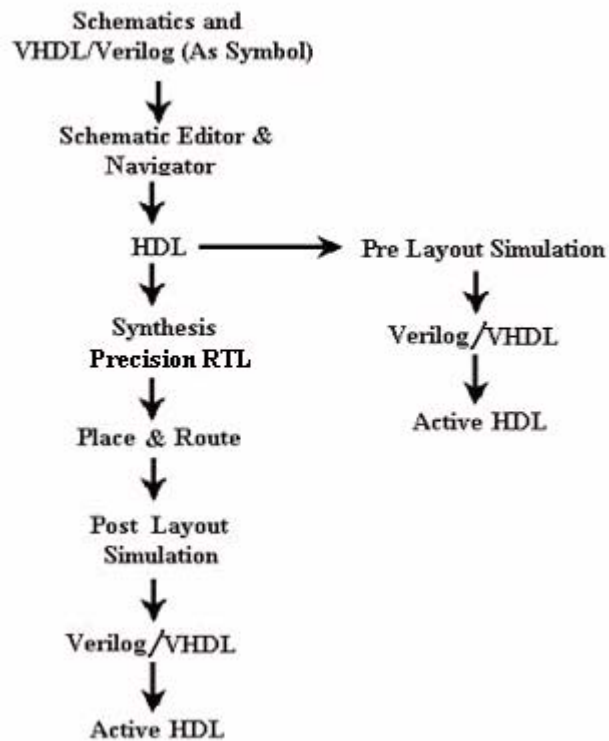 Schematics and
VHDL/Verilog (As Symbol)
Schematic Editor &
Navigator
HDL
Pre Layout Simulation
Synthesis
Precision RTL
Verilog/VHDL
Place & Route
Active HDL
Post Layout
Simulation
Verilog/VHDL
Active HDL